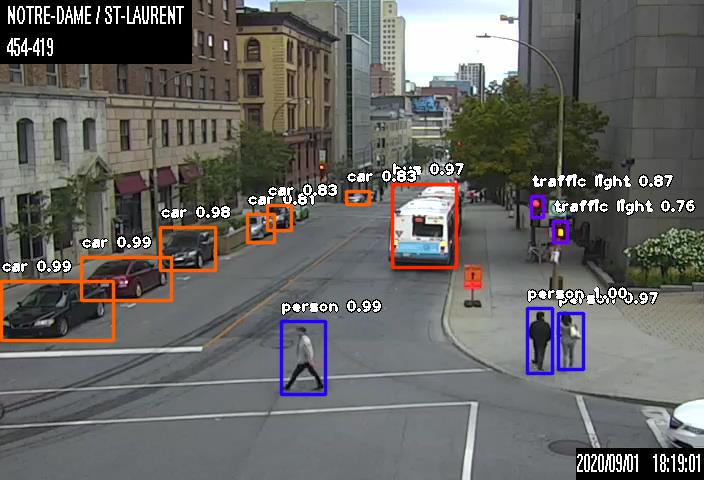 NOTRE-DAME / ST-LAURENT
454-419
bus 0.97
car 0.83
car 0.83
car 0.81
traffic light 0.87
car 0.98
traffic light 0.76
car 0.99
car 0.99
person 0.99
person 1.00
person 0.97
2020/09/01 18:19:01